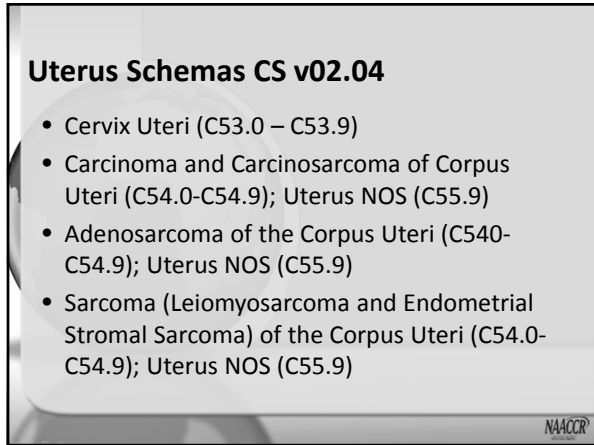 Uterus Schemas CS v02.04
• Cervix Uteri (C53.0 – C53.9)
• Carcinoma and Carcinosarcoma of Corpus
Uteri (C54.0-C54.9); Uterus NOS (C55.9)
• Adenosarcoma of the Corpus Uteri (C540-
C54.9); Uterus NOS (C55.9)
• Sarcoma (Leiomyosarcoma and Endometrial
Stromal Sarcoma) of the Corpus Uteri (C54.0-
C54.9); Uterus NOS (C55.9)
NAACCR